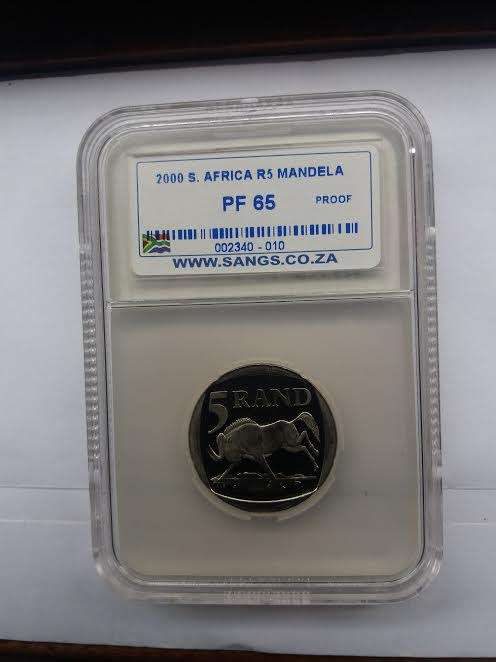 2000 S. AFRICA R5 MANDELA
PF 65 PROOF
002340 - 010
WWW.SANGS.CO.ZA
5 RAND